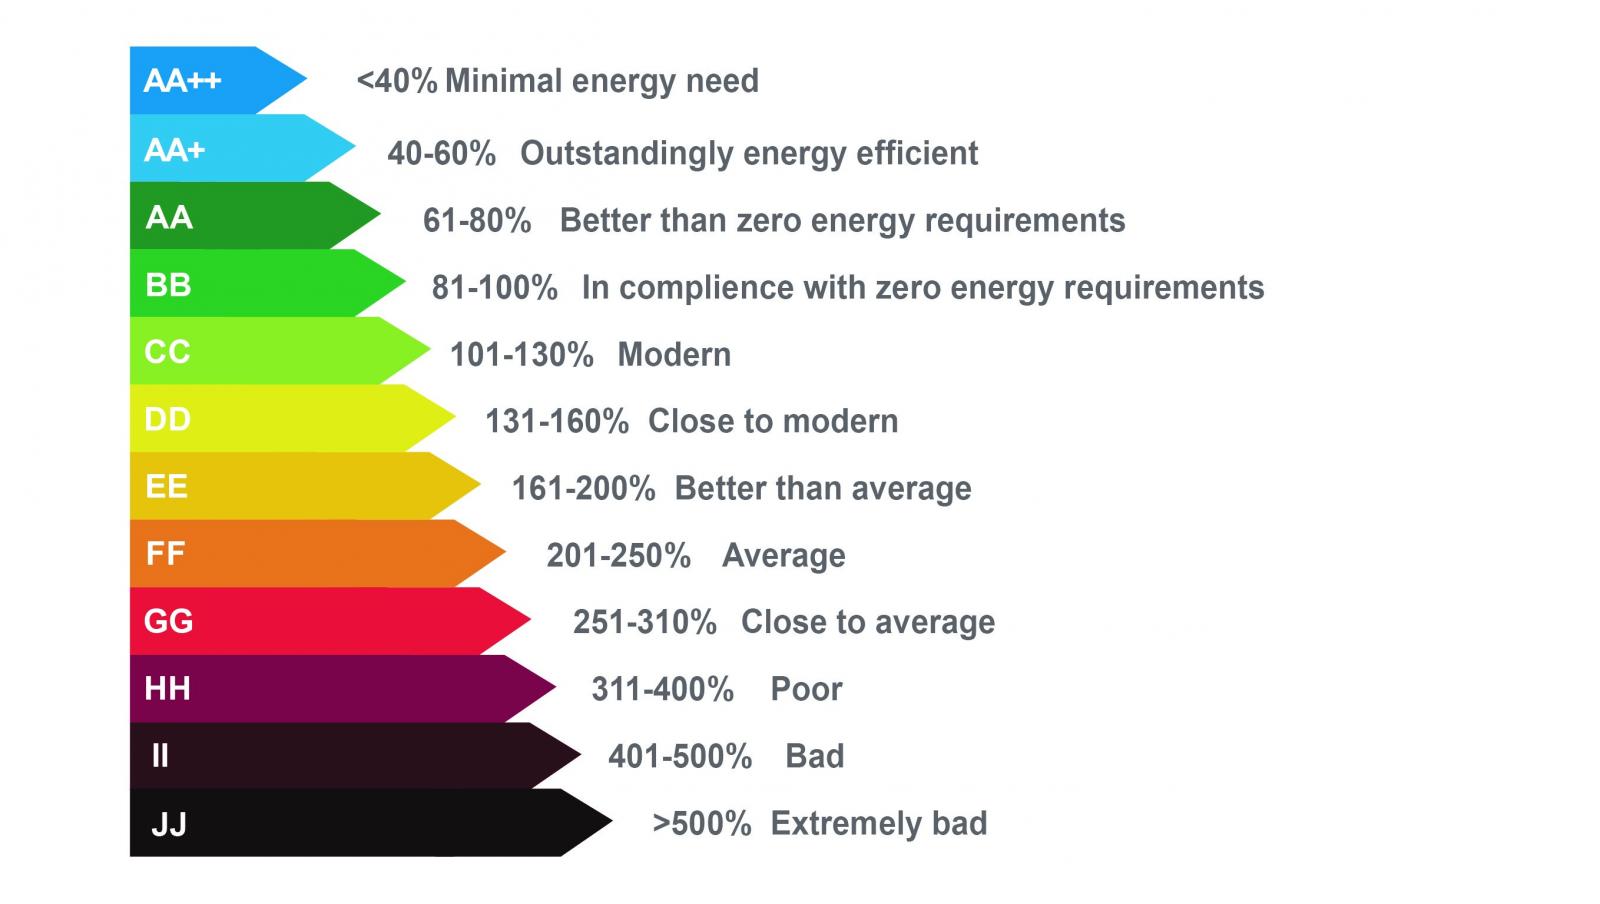 AA++ <40% Minimal energy need
AA+ 40-60% Outstandingly energy efficient
AA 61-80% Better than zero energy requirements
BB 81-100% In complience with zero energy requirements
CC 101-130% Modern
DD 131-160% Close to modern
EE 161-200% Better than average
FF 201-250% Average
GG 251-310% Close to average
HH 311-400% Poor
II 401-500% Bad
JJ >500% Extremely bad